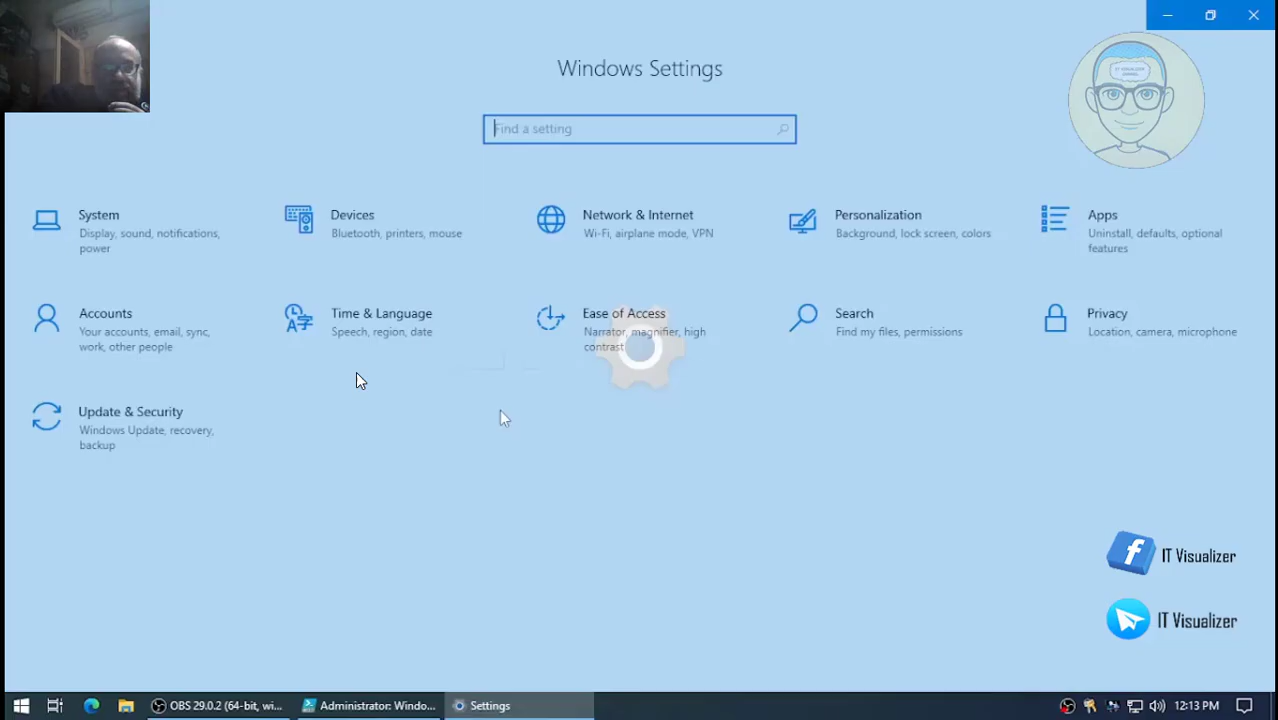 Windows Settings
Find a setting
IT VISUALIZER
CHANNEL
System
Display, sound, notifications,
power
Devices
Bluetooth, printers, mouse
Network & Internet
Wi-Fi, airplane mode, VPN
Personalization
Background, lock screen, colors
Apps
Uninstall, defaults, optional
features
Accounts
Your accounts, email, sync,
work, other people
Time & Language
Speech, region, date
Ease of Access
Narrator, magnifier, high
contrast
Search
Find my files, permissions
Privacy
Location, camera, microphone
Update & Security
Windows Update, recovery,
backup
IT Visualizer
IT Visualizer
OBS 29.0.2 (64-bit, wi...
Administrator: Windo...
Settings
12:13 PM